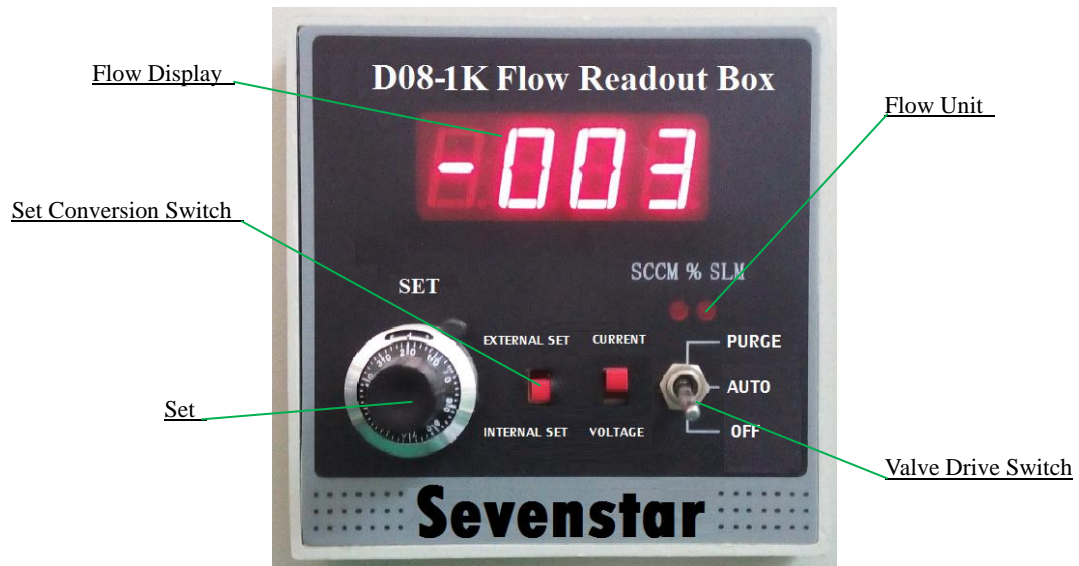 D08-1K Flow Readout Box
Flow Display
Flow Unit
-003
Set Conversion Switch
SCCM % SLM
SET
EXTERNAL SET
CURRENT
PURGE
AUTO
Set
INTERNAL SET
VOLTAGE
OFF
Valve Drive Switch
Sevenstar